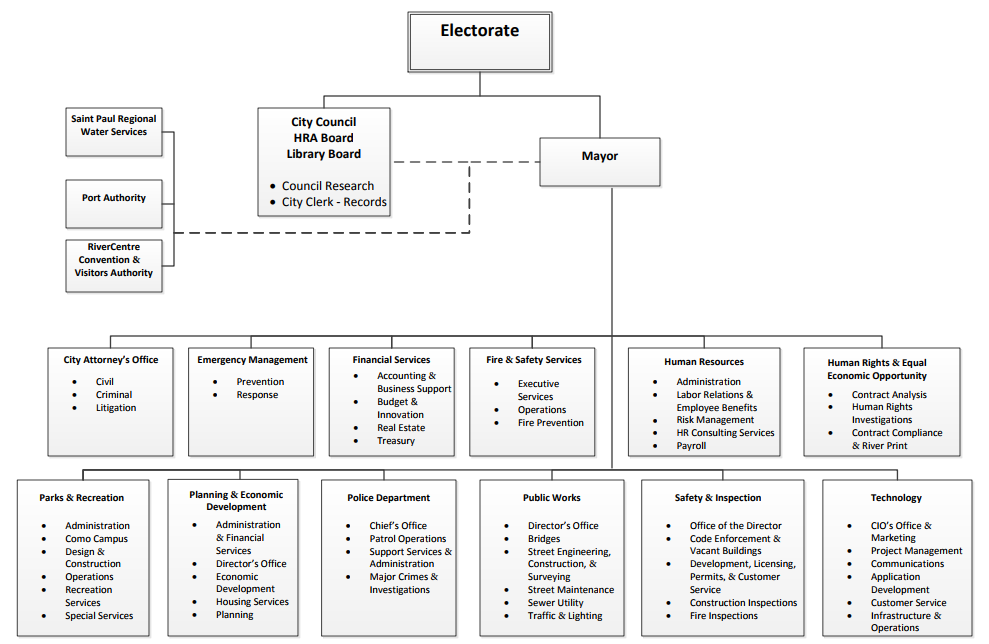 Electorate
Saint Paul Regional
Water Services
Port Authority
RiverCentre
Convention &
Visitors Authority
City Council
HRA Board
Library Board
• Council Research
• City Clerk - Records
Mayor
City Attorney's Office
• Civil
• Criminal
• Litigation
Emergency Management
• Prevention
• Response
Financial Services
• Accounting &
Business Support
• Budget &
Innovation
• Real Estate
• Treasury
Fire & Safety Services
• Executive
Services
• Operations
• Fire Prevention
Human Resources
• Administration
• Labor Relations &
Employee Benefits
• Risk Management
• HR Consulting Services
• Payroll
Human Rights & Equal
Economic Opportunity
• Contract Analysis
• Human Rights
Investigations
• Contract Compliance
& River Print
Parks & Recreation
• Administration
• Como Campus
• Design &
Construction
• Operations
• Recreation
Services
• Special Services
Planning & Economic
Development
• Administration
& Financial
Services
• Director's Office
• Economic
Development
• Housing Services
• Planning
Police Department
• Chief's Office
• Patrol Operations
• Support Services &
Administration
• Major Crimes &
Investigations
Public Works
• Director's Office
• Bridges
• Street Engineering,
Construction, &
Surveying
• Street Maintenance
• Sewer Utility
• Traffic & Lighting
Safety & Inspection
• Office of the Director
• Code Enforcement &
Vacant Buildings
• Development, Licensing,
Permits, & Customer
Service
• Construction Inspections
• Fire Inspections
Technology
• CIO's Office &
Marketing
• Project Management
• Communications
• Application
Development
• Customer Service
• Infrastructure &
Operations